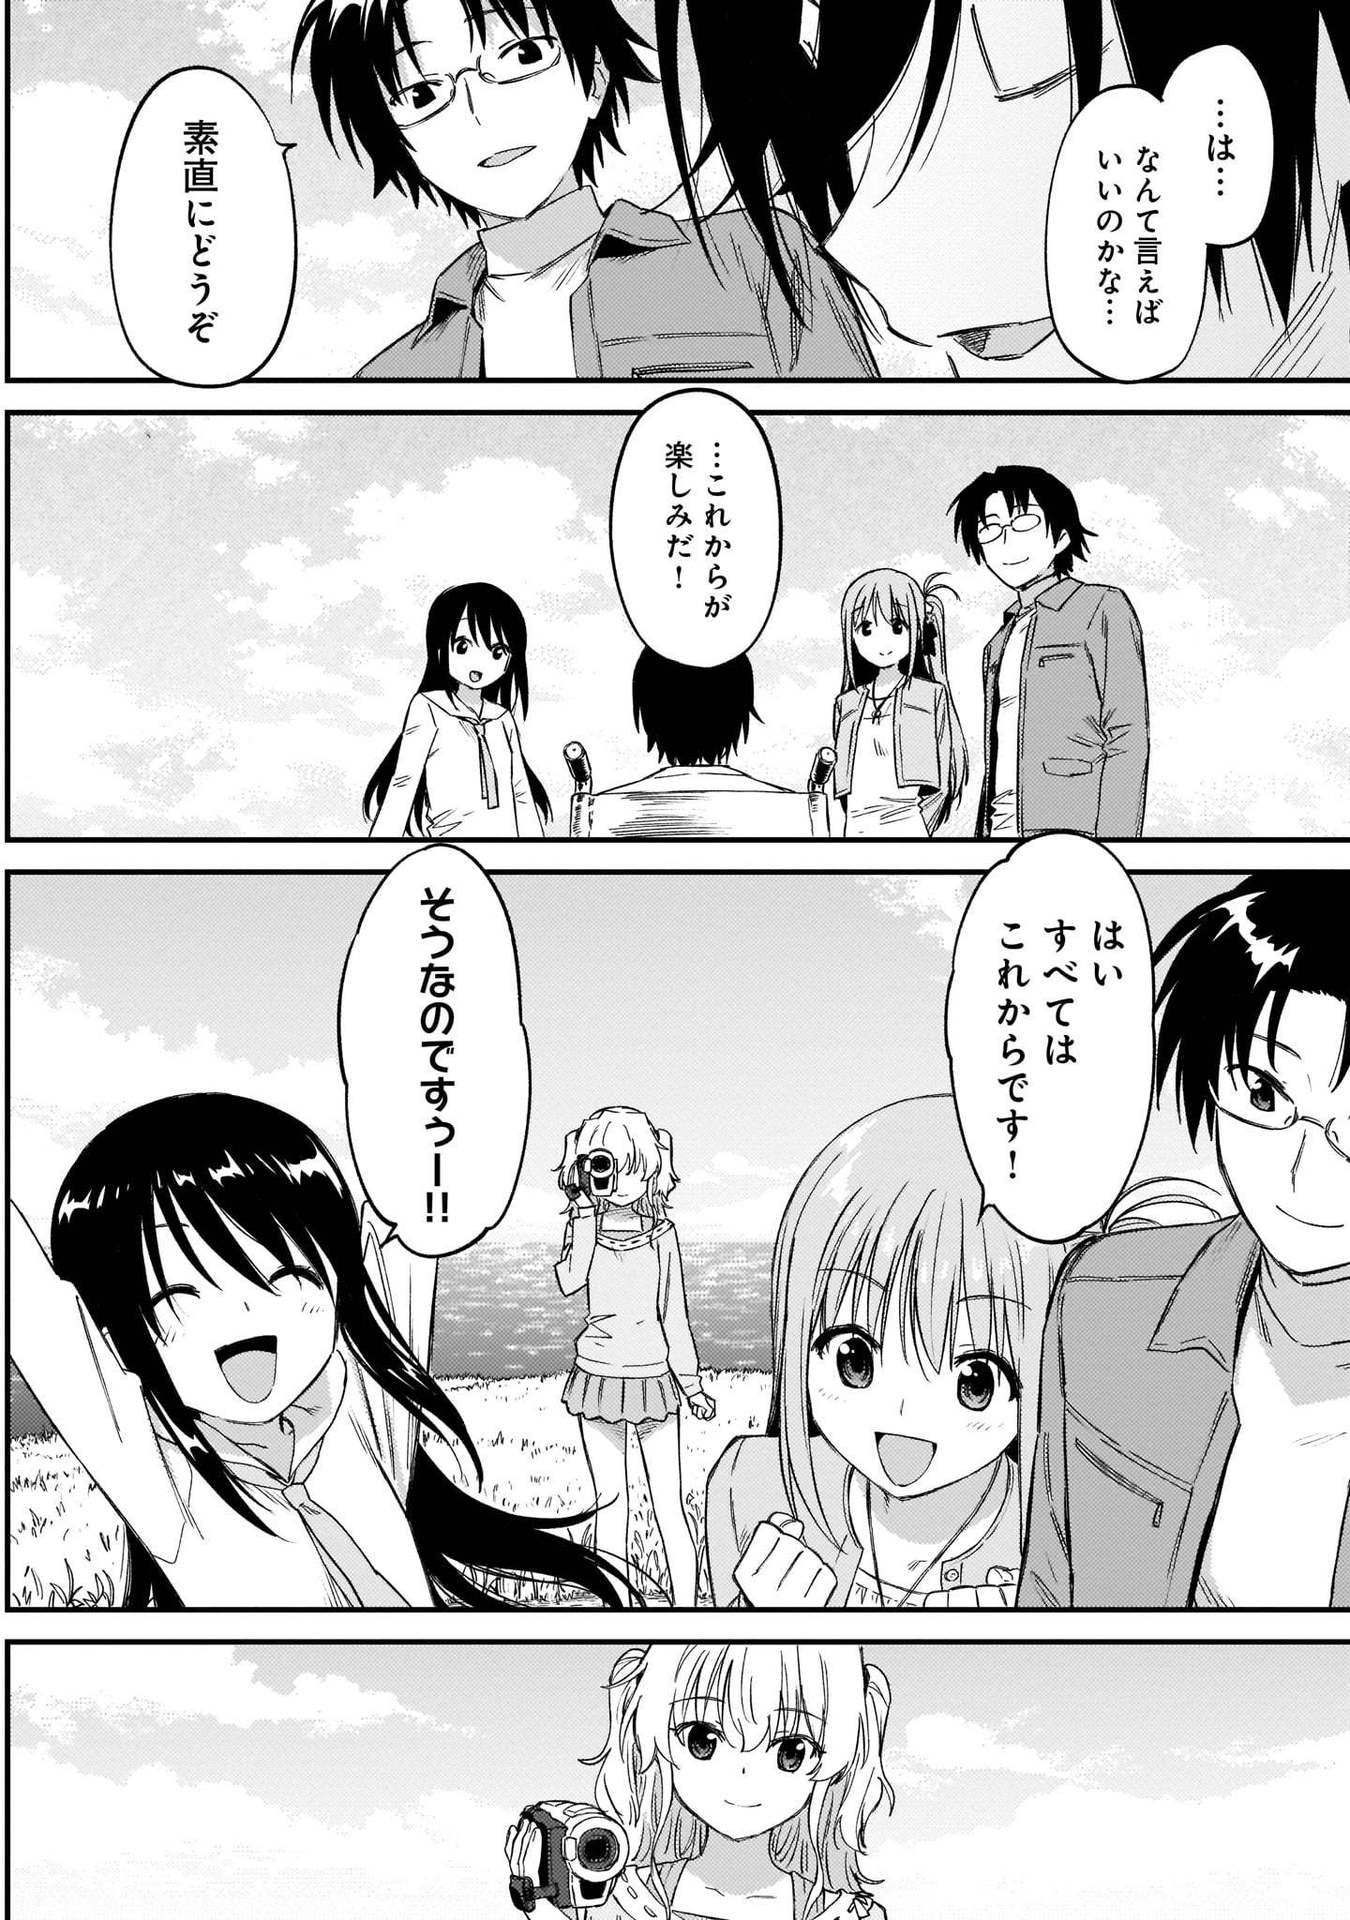 …は…
なんて言えば
いいのかな…
素直にどうぞ
…これからが
楽しみだ！
はい
すべては
これからです！
そうなのですぅー!!